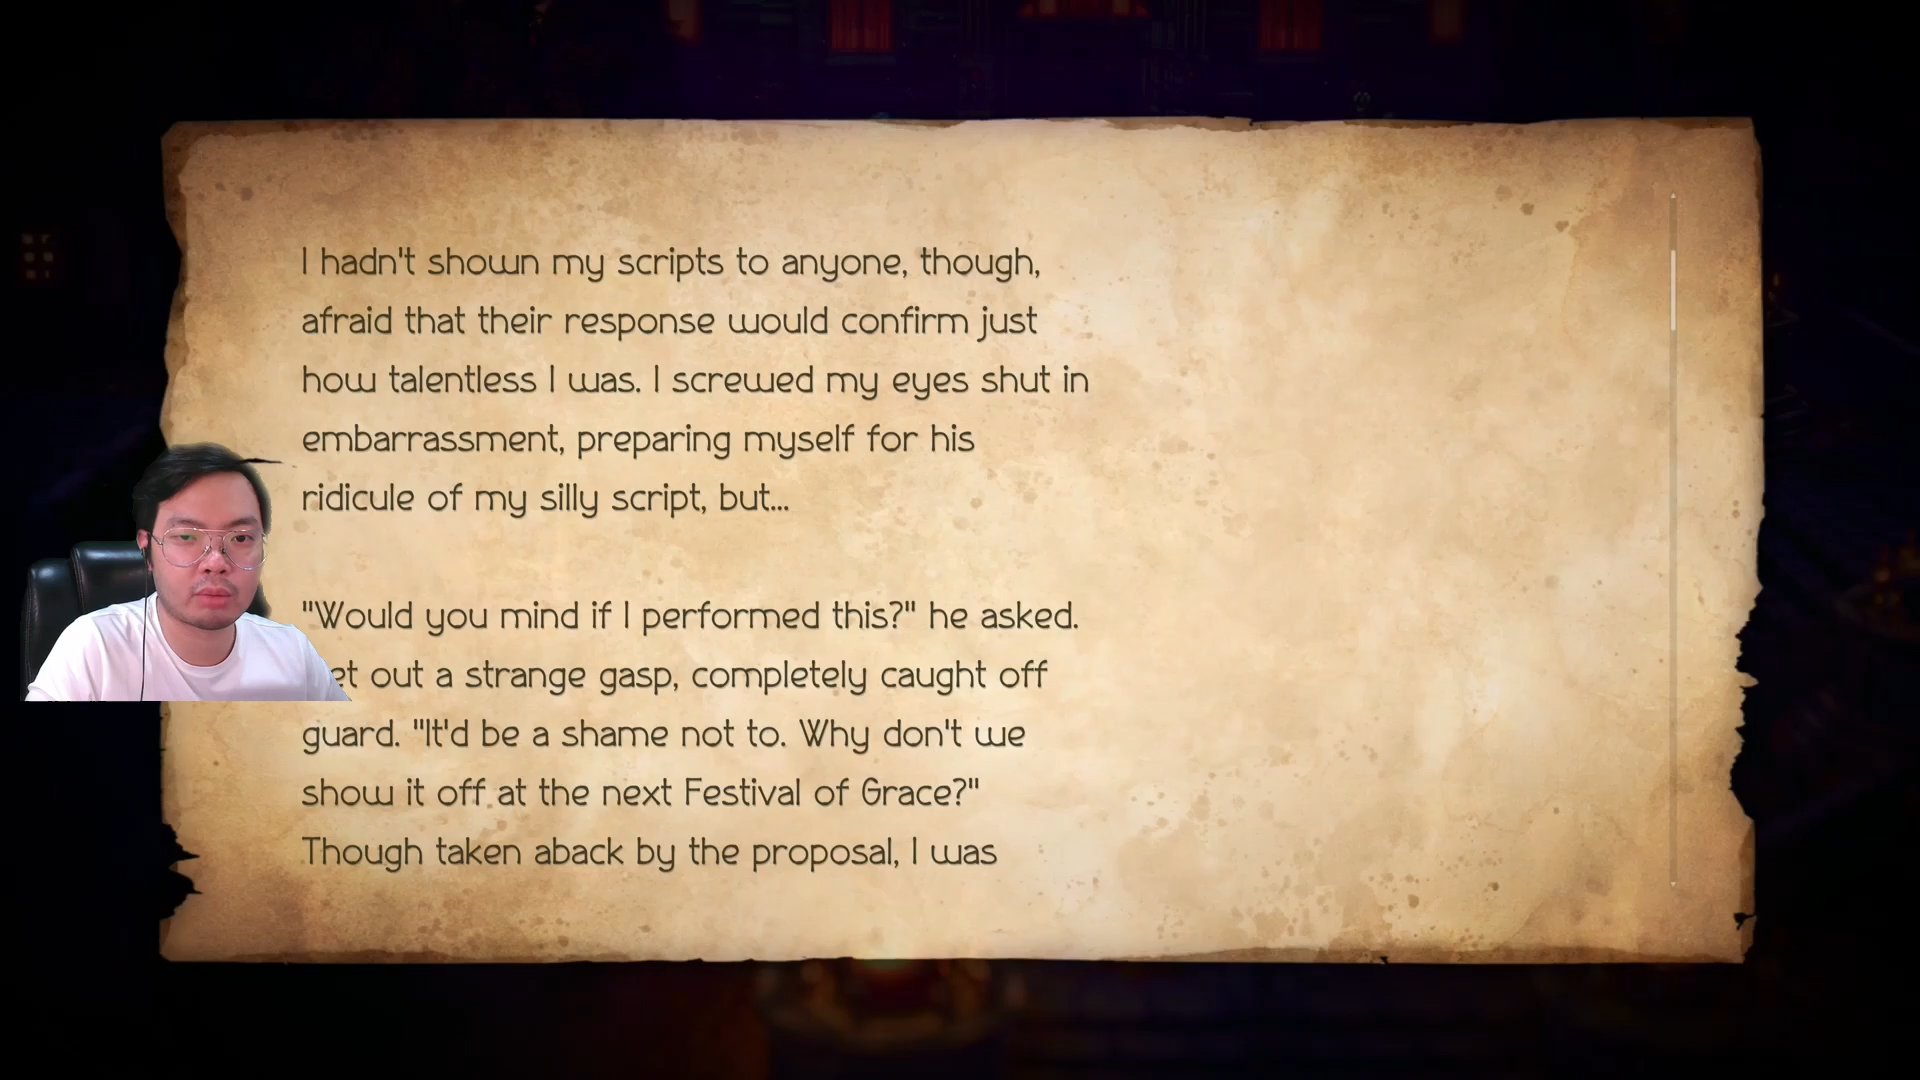 I hadn't shown my scripts to anyone, though,
afraid that their response would confirm just
how talentless I was. I screwed my eyes shut in
embarrassment, preparing myself for his
ridicule of my silly script, but...
"Would you mind if I performed this?" he asked.
out a strange gasp, completely caught off
guard. "It'd be a shame not to. Why don't we
show it off at the next Festival of Grace?"
Though taken aback by the proposal, I was